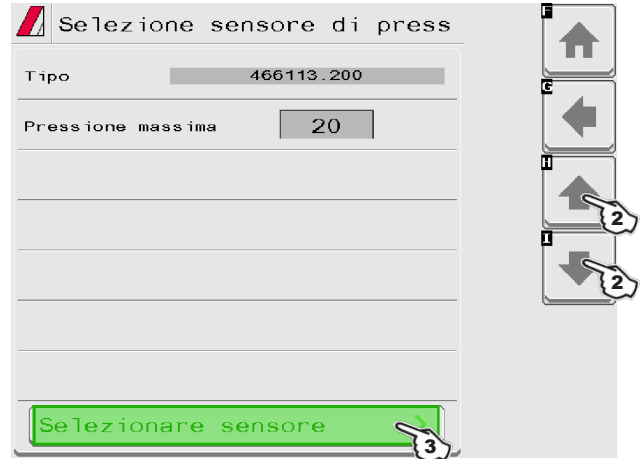 Selezione sensore di press
Tipo 466113.200
Pressione massima 20
Selezionare sensore
3
F
G
H
2
I
2